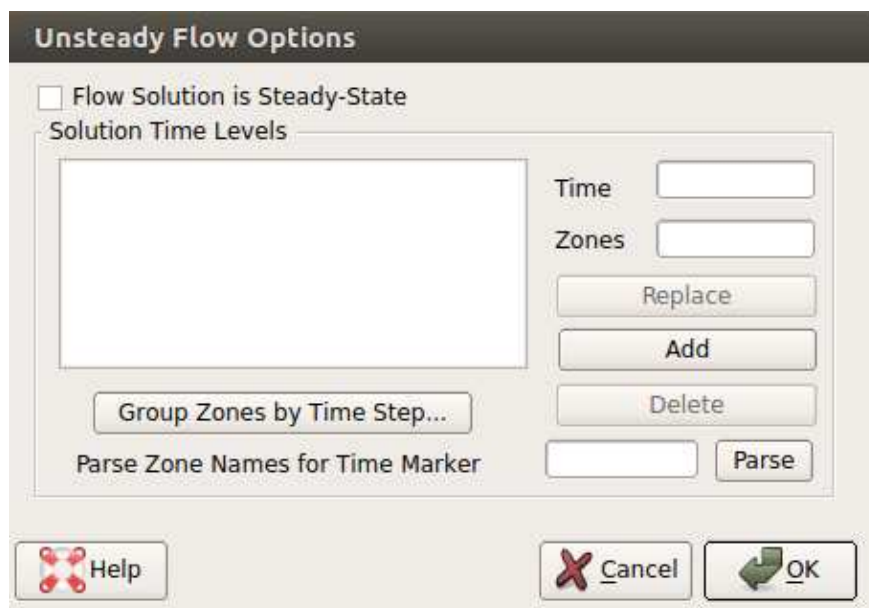 Unsteady Flow Options
Flow Solution is Steady-State
Solution Time Levels
Time
Zones
Replace
Add
Group Zones by Time Step...
Delete
Parse Zone Names for Time Marker
Parse
Help
Cancel
OK